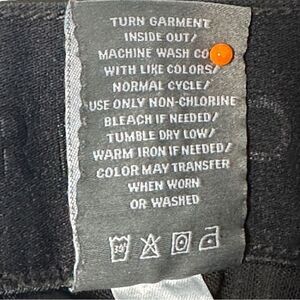 TURN GARMENT
INSIDE OUT/
MACHINE WASH CO
WITH LIKE COLORS/
NORMAL CYCLE/
USE ONLY NON-CHLORINE
BLEACH IF NEEDED/
TUMBLE DRY LOW/
WARM IRON IF NEEDED/
COLOR MAY TRANSFER
WHEN WORN
OR WASHED